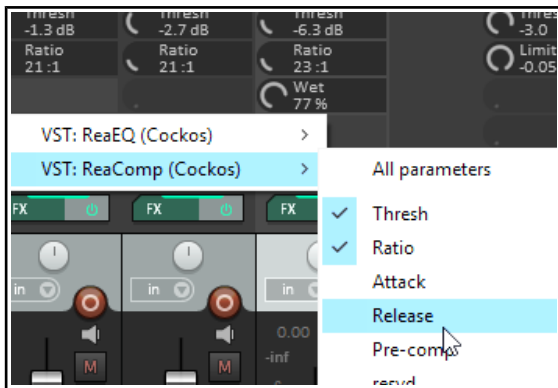 Thresh Thresh Thresh Thres
-1.3 dB -2.7 dB -6.3 dB -3.0
Ratio Ratio Ratio Limit
21 :1 21 :1 23 :1 -0.05
Wet
77 %
VST: ReaEQ (Cockos)
VST: ReaComp (Cockos)
All parameters
FX FX FX
Thresh
Ratio
in in in
Attack
Release
0.00
Pre-comp
-inf
M M
resvd